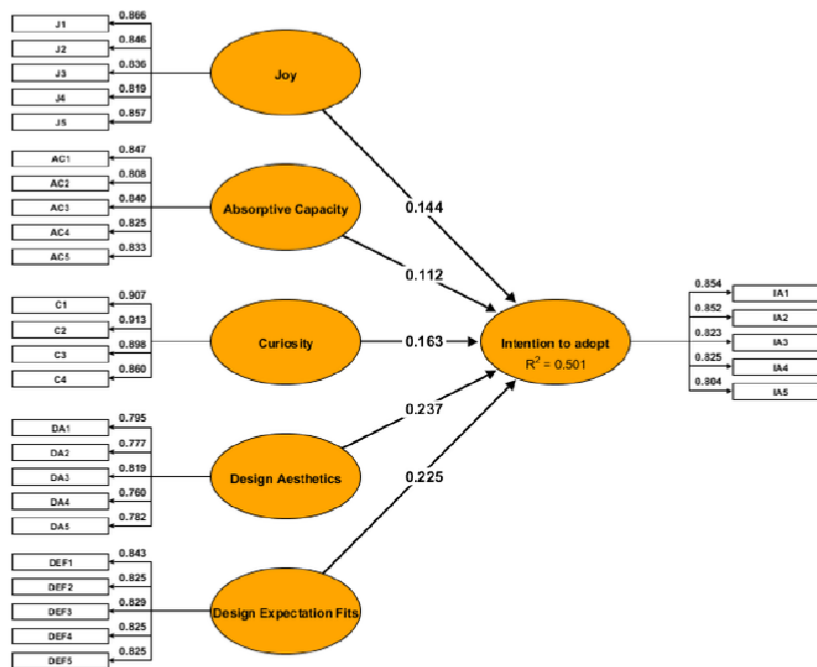 0.866
J1
0.846
J2
0.836
J3
0.819
J4
0.857
J5
Joy
0.144
0.847
AC1
0.808
AC2
0.840
AC3
0.825
AC4
0.833
AC5
Absorptive Capacity
0.112
0.907
C1
0.913
C2
0.898
C3
0.860
C4
Curiosity
0.163
0.795
DA1
0.777
DA2
0.819
DA3
0.760
DA4
0.782
DA5
Design Aesthetics
0.237
0.843
DEF1
0.825
DEF2
0.829
DEF3
0.825
DEF4
0.825
DEF5
Design Expectation Fits
0.225
Intention to adopt
R² = 0.501
0.854
IA1
0.852
IA2
0.823
IA3
0.825
IA4
0.804
IA5